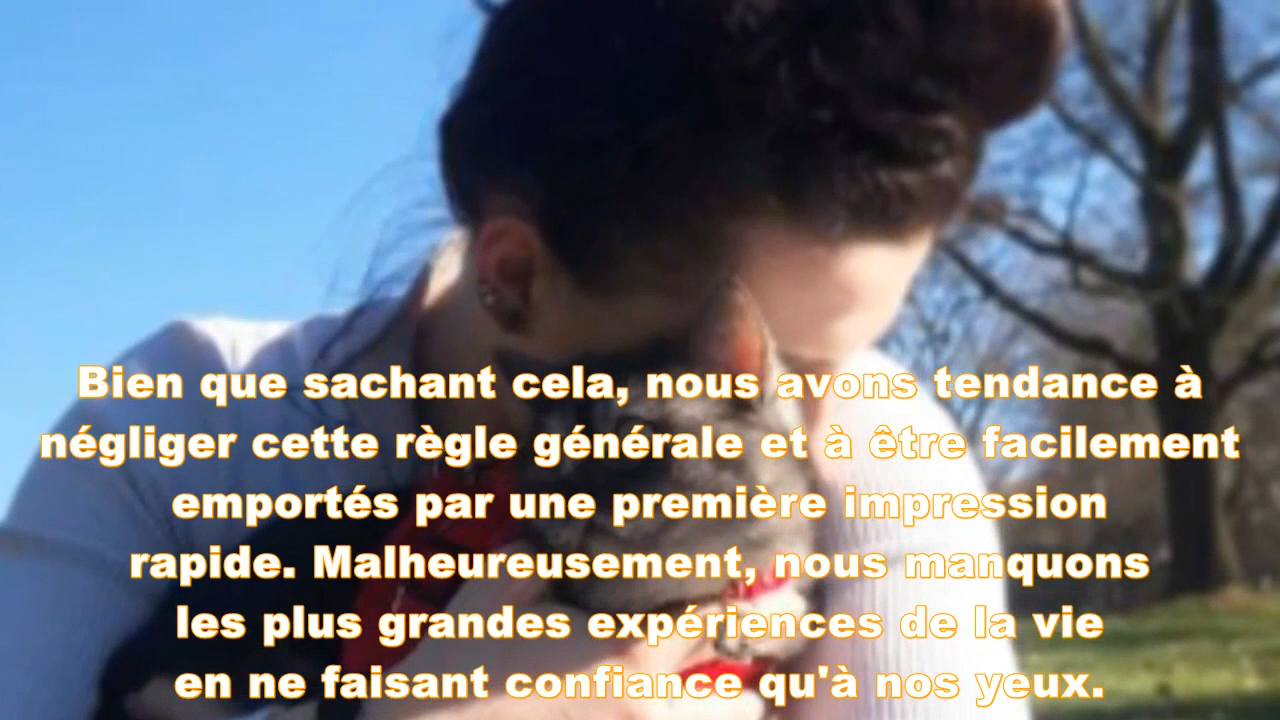 Bien que sachant cela, nous avons tendance à
négliger cette règle générale et à être facilement
emportés par une première impression
rapide. Malheureusement, nous manquons
les plus grandes expériences de la vie
en ne faisant confiance qu'à nos yeux.